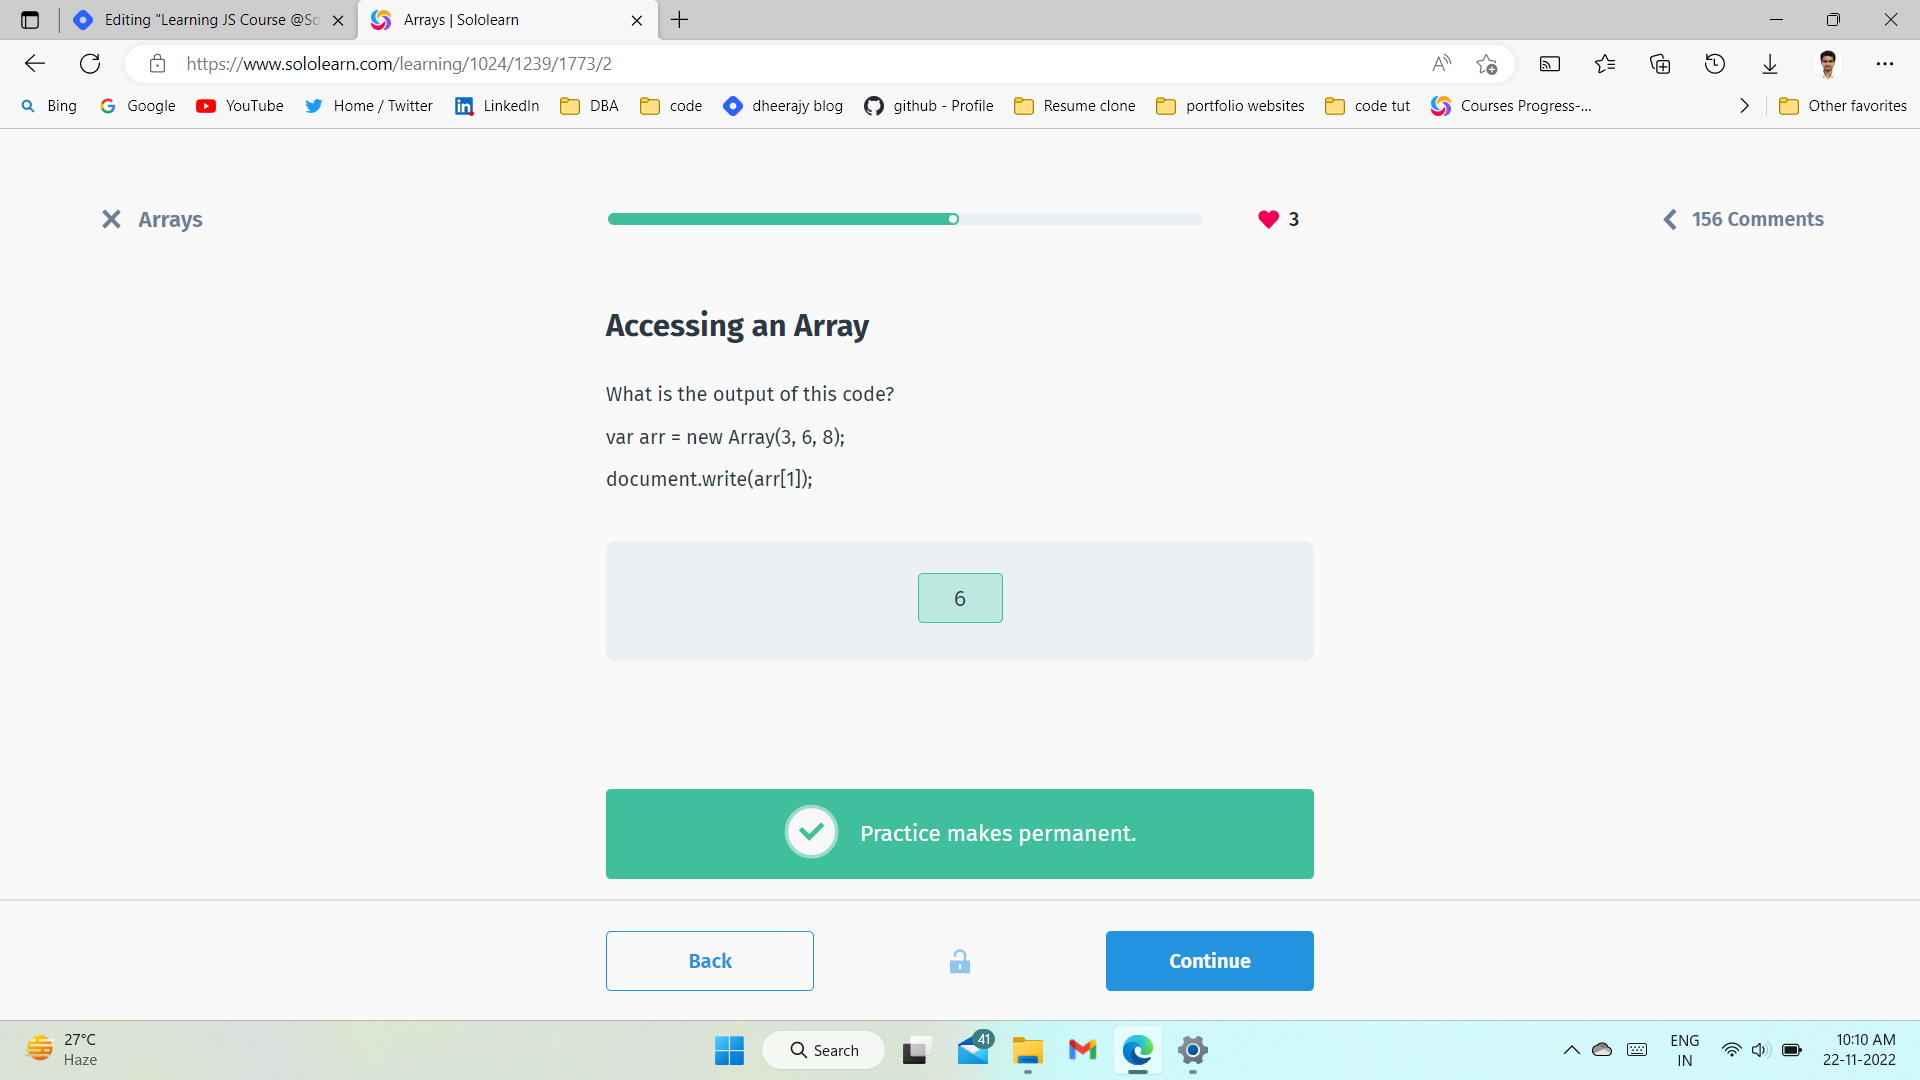 Editing "Learning JS Course @So
Arrays | Sololearn
https://www.sololearn.com/learning/1024/1239/1773/2
Bing
Google
YouTube
Home / Twitter
LinkedIn
DBA
code
dheerajy blog
github - Profile
Resume clone
portfolio websites
code tut
Courses Progress-...
Other favorites
Arrays
3
156 Comments
Accessing an Array
What is the output of this code?
var arr = new Array(3, 6, 8);
document.write(arr[1]);
6
Practice makes permanent.
Back
Continue
27°C
Haze
Search
41
ENG
IN
10:10 AM
22-11-2022